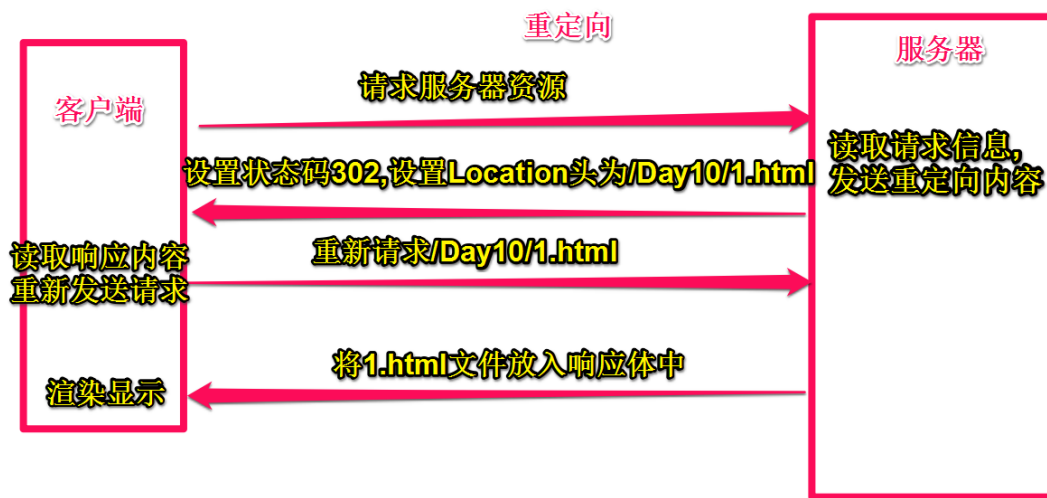 重定向
服务器
客户端
请求服务器资源
读取请求信息,
发送重定向内容
设置状态码302,设置Location头为/Day10/1.html
读取响应内容
重新发送请求
重新请求/Day10/1.html
将1.html文件放入响应体中
渲染显示